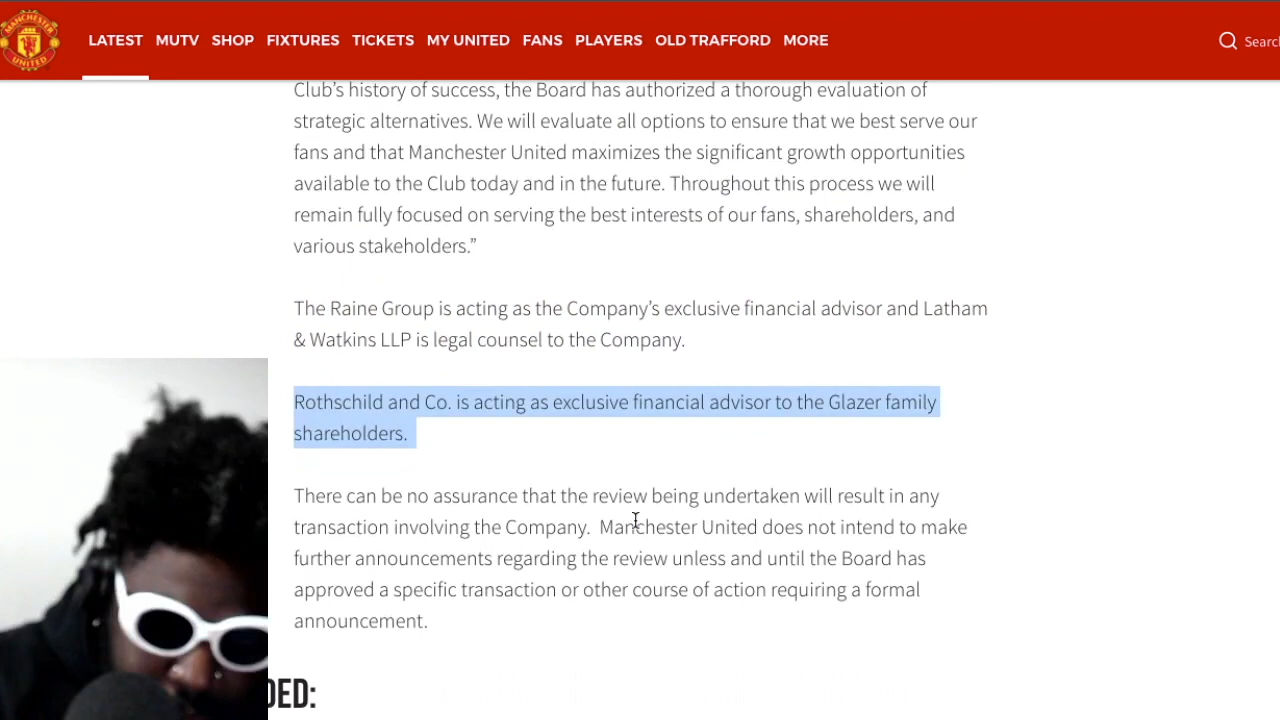 MANCHESTER
UNITED
LATEST MUTV SHOP FIXTURES TICKETS MY UNITED FANS PLAYERS OLD TRAFFORD MORE Search
Club’s history of success, the Board has authorized a thorough evaluation of
strategic alternatives. We will evaluate all options to ensure that we best serve our
fans and that Manchester United maximizes the significant growth opportunities
available to the Club today and in the future. Throughout this process we will
remain fully focused on serving the best interests of our fans, shareholders, and
various stakeholders.”
The Raine Group is acting as the Company’s exclusive financial advisor and Latham
& Watkins LLP is legal counsel to the Company.
Rothschild and Co. is acting as exclusive financial advisor to the Glazer family
shareholders.
There can be no assurance that the review being undertaken will result in any
transaction involving the Company.  Manchester United does not intend to make
further announcements regarding the review unless and until the Board has
approved a specific transaction or other course of action requiring a formal
announcement.
DED: